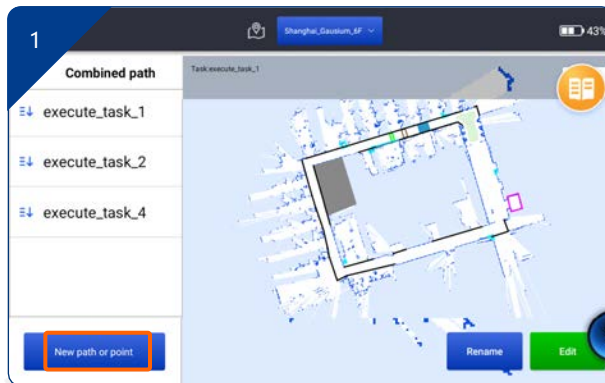 1
Shanghai_Gausium_6F
43%
Combined path
Task:execute_task_1
execute_task_1
execute_task_2
execute_task_4
New path or point
Rename
Edit